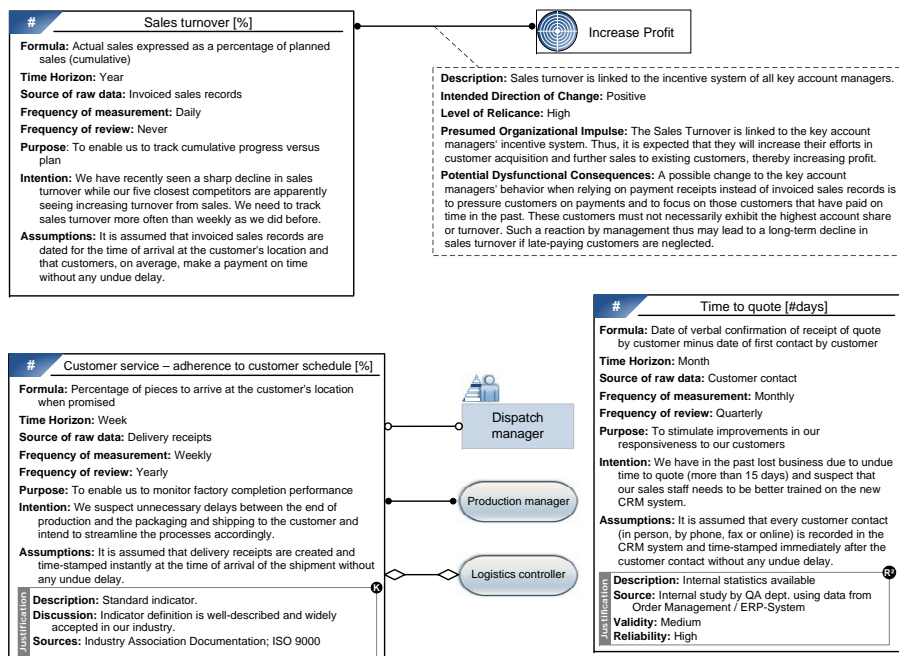 # Sales turnover [%]
Formula: Actual sales expressed as a percentage of planned
sales (cumulative)
Time Horizon: Year
Source of raw data: Invoiced sales records
Frequency of measurement: Daily
Frequency of review: Never
Purpose: To enable us to track cumulative progress versus
plan
Intention: We have recently seen a sharp decline in sales
turnover while our five closest competitors are apparently
seeing increasing turnover from sales. We need to track
sales turnover more often than weekly as we did before.
Assumptions: It is assumed that invoiced sales records are
dated for the time of arrival at the customer's location and
that customers, on average, make a payment on time
without any undue delay.
Increase Profit
Description: Sales turnover is linked to the incentive system of all key account managers.
Intended Direction of Change: Positive
Level of Relicance: High
Presumed Organizational Impulse: The Sales Turnover is linked to the key account
managers' incentive system. Thus, it is expected that they will increase their efforts in
customer acquisition and further sales to existing customers, thereby increasing profit.
Potential Dysfunctional Consequences: A possible change to the key account
managers' behavior when relying on payment receipts instead of invoiced sales records is
to pressure customers on payments and to focus on those customers that have paid on
time in the past. These customers must not necessarily exhibit the highest account share
or turnover. Such a reaction by management thus may lead to a long-term decline in
sales turnover if late-paying customers are neglected.
# Customer service – adherence to customer schedule [%]
Formula: Percentage of pieces to arrive at the customer's location
when promised
Time Horizon: Week
Source of raw data: Delivery receipts
Frequency of measurement: Weekly
Frequency of review: Yearly
Purpose: To enable us to monitor factory completion performance
Intention: We suspect unnecessary delays between the end of
production and the packaging and shipping to the customer and
intend to streamline the processes accordingly.
Assumptions: It is assumed that delivery receipts are created and
time-stamped instantly at the time of arrival of the shipment without
any undue delay.
K
Justification
Description: Standard indicator.
Discussion: Indicator definition is well-described and widely
accepted in our industry.
Sources: Industry Association Documentation; ISO 9000
Dispatch
manager
Production manager
Logistics controller
# Time to quote [#days]
Formula: Date of verbal confirmation of receipt of quote
by customer minus date of first contact by customer
Time Horizon: Month
Source of raw data: Customer contact
Frequency of measurement: Monthly
Frequency of review: Quarterly
Purpose: To stimulate improvements in our
responsiveness to our customers
Intention: We have in the past lost business due to undue
time to quote (more than 15 days) and suspect that
our sales staff needs to be better trained on the new
CRM system.
Assumptions: It is assumed that every customer contact
(in person, by phone, fax or online) is recorded in the
CRM system and time-stamped immediately after the
customer contact without any undue delay.
R²
Justification
Description: Internal statistics available
Source: Internal study by QA dept. using data from
Order Management / ERP-System
Validity: Medium
Reliability: High